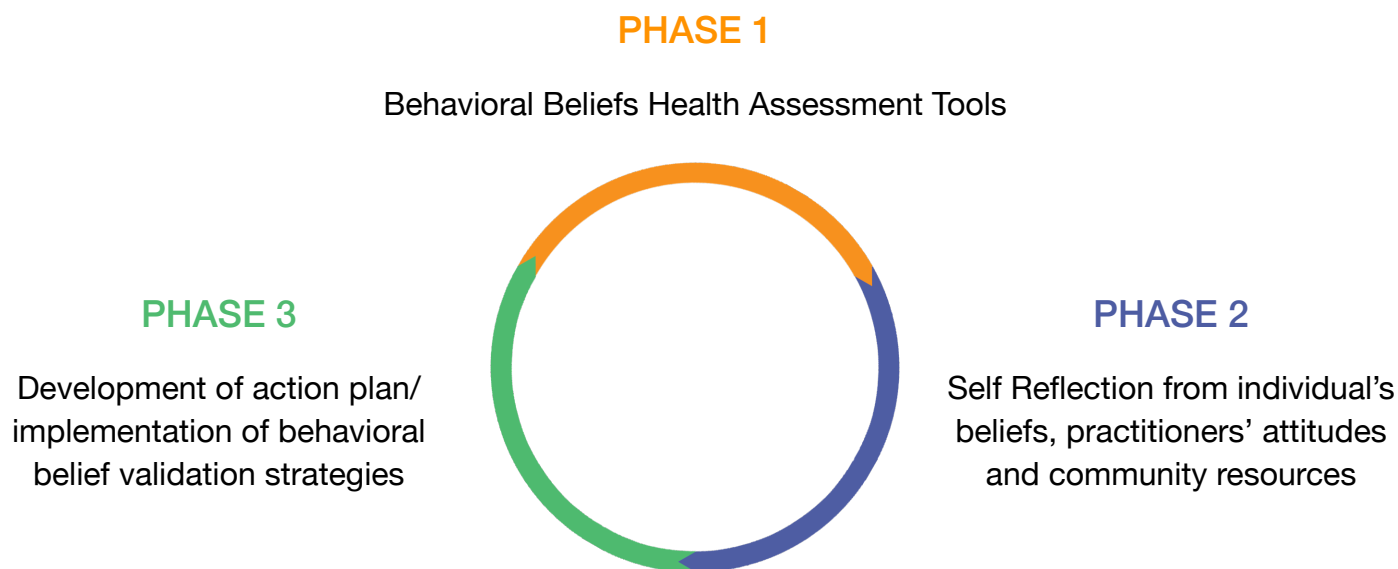 PHASE 1
Behavioral Beliefs Health Assessment Tools
PHASE 3
Development of action plan/
implementation of behavioral
belief validation strategies
PHASE 2
Self Reflection from individual’s
beliefs, practitioners’ attitudes
and community resources